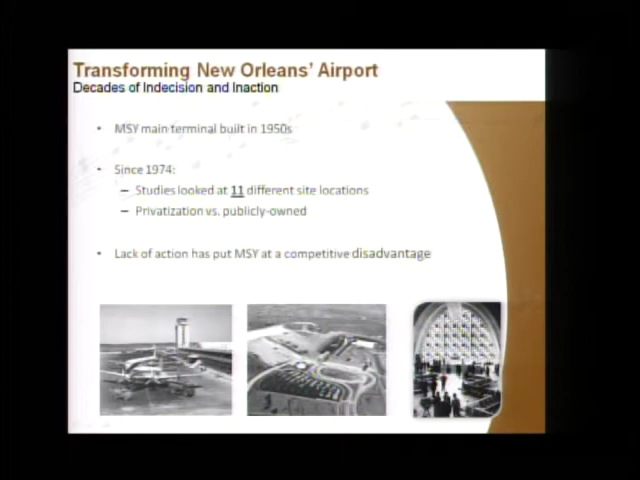 Transforming New Orleans' Airport
Decades of Indecision and Inaction
• MSY main terminal built in 1950s
• Since 1974:
– Studies looked at 11 different site locations
– Privatization vs. publicly-owned
• Lack of action has put MSY at a competitive disadvantage